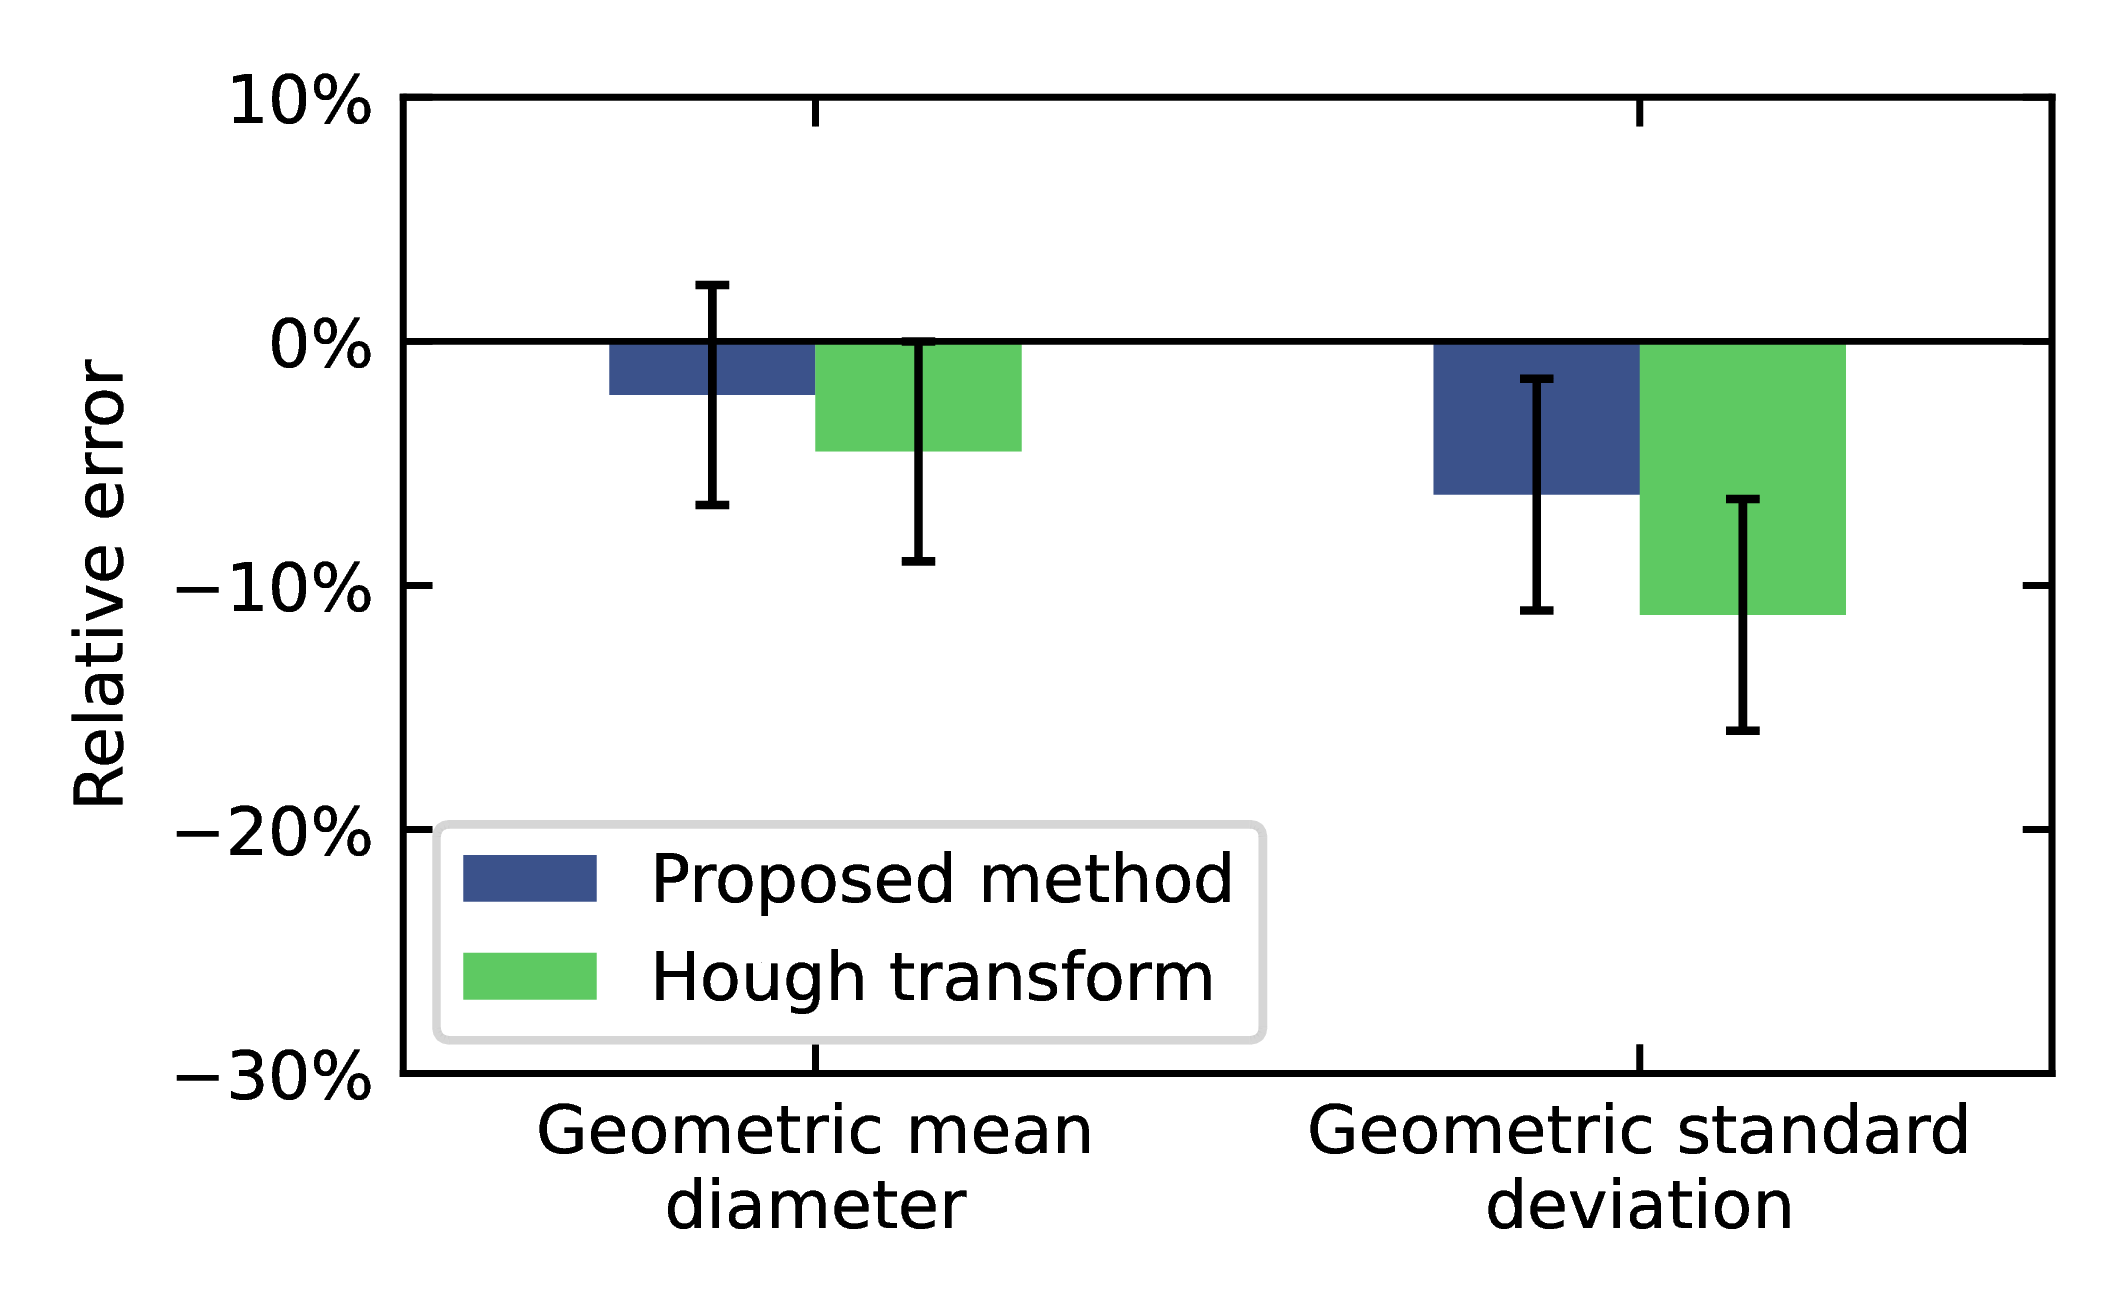 10%
0%
−10%
−20%
−30%
Relative error
Proposed method
Hough transform
Geometric mean
diameter
Geometric standard
deviation